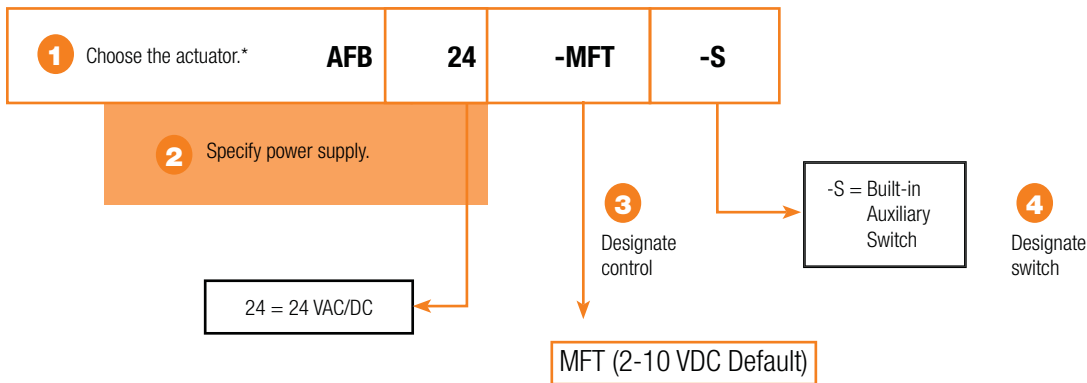 1 Choose the actuator.* AFB 24 -MFT -S
2 Specify power supply.
3
Designate
control
-S = Built-in
Auxiliary
Switch
4
Designate
switch
24 = 24 VAC/DC
MFT (2-10 VDC Default)